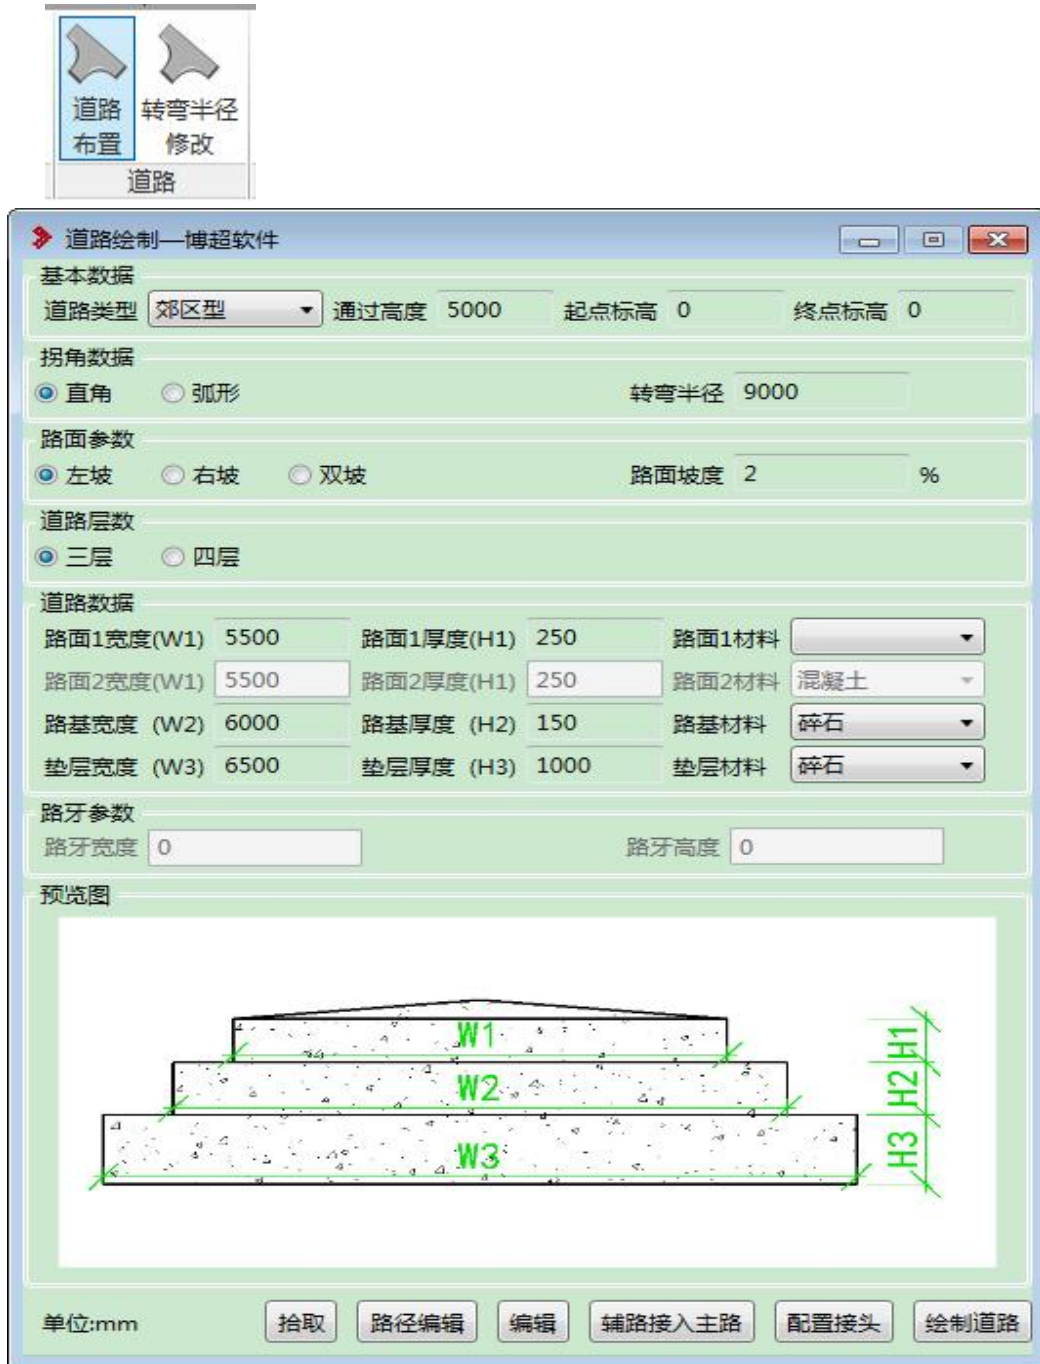 道路
布置
转弯半径
修改
道路
道路绘制—博超软件
基本数据
道路类型 郊区型 通过高度 5000 起点标高 0 终点标高 0
拐角数据
直角 弧形 转弯半径 9000
路面参数
左坡 右坡 双坡 路面坡度 2 %
道路层数
三层 四层
道路数据
路面1宽度(W1) 5500 路面1厚度(H1) 250 路面1材料
路面2宽度(W1) 5500 路面2厚度(H1) 250 路面2材料 混凝土
路基宽度 (W2) 6000 路基厚度 (H2) 150 路基材料 碎石
垫层宽度 (W3) 6500 垫层厚度 (H3) 1000 垫层材料 碎石
路牙参数
路牙宽度 0 路牙高度 0
预览图
W1 H1
W2 H2
W3 H3
单位:mm 拾取 路径编辑 编辑 辅路接入主路 配置接头 绘制道路